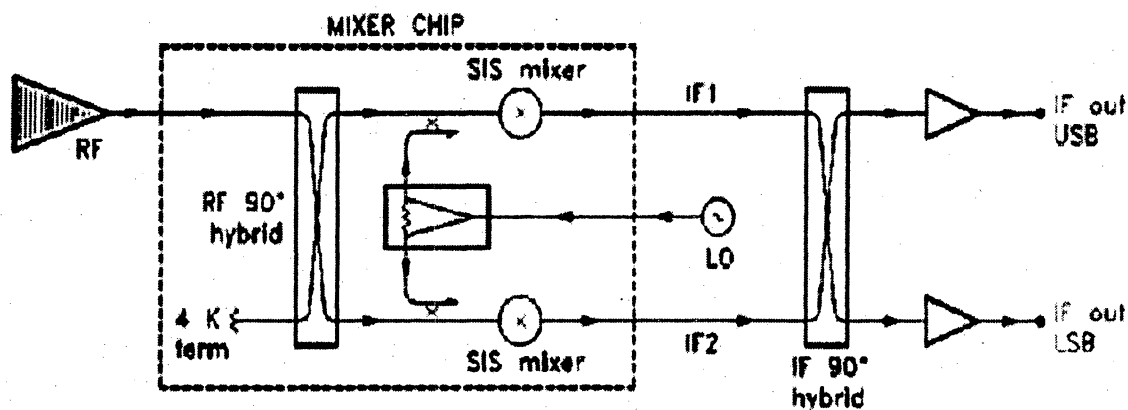 MIXER CHIP
SIS mixer
RF
IF1
IF out
USB
RF 90°
hybrid
LO
4 K
term
SIS mixer
IF2
IF 90°
hybrid
IF out
LSB